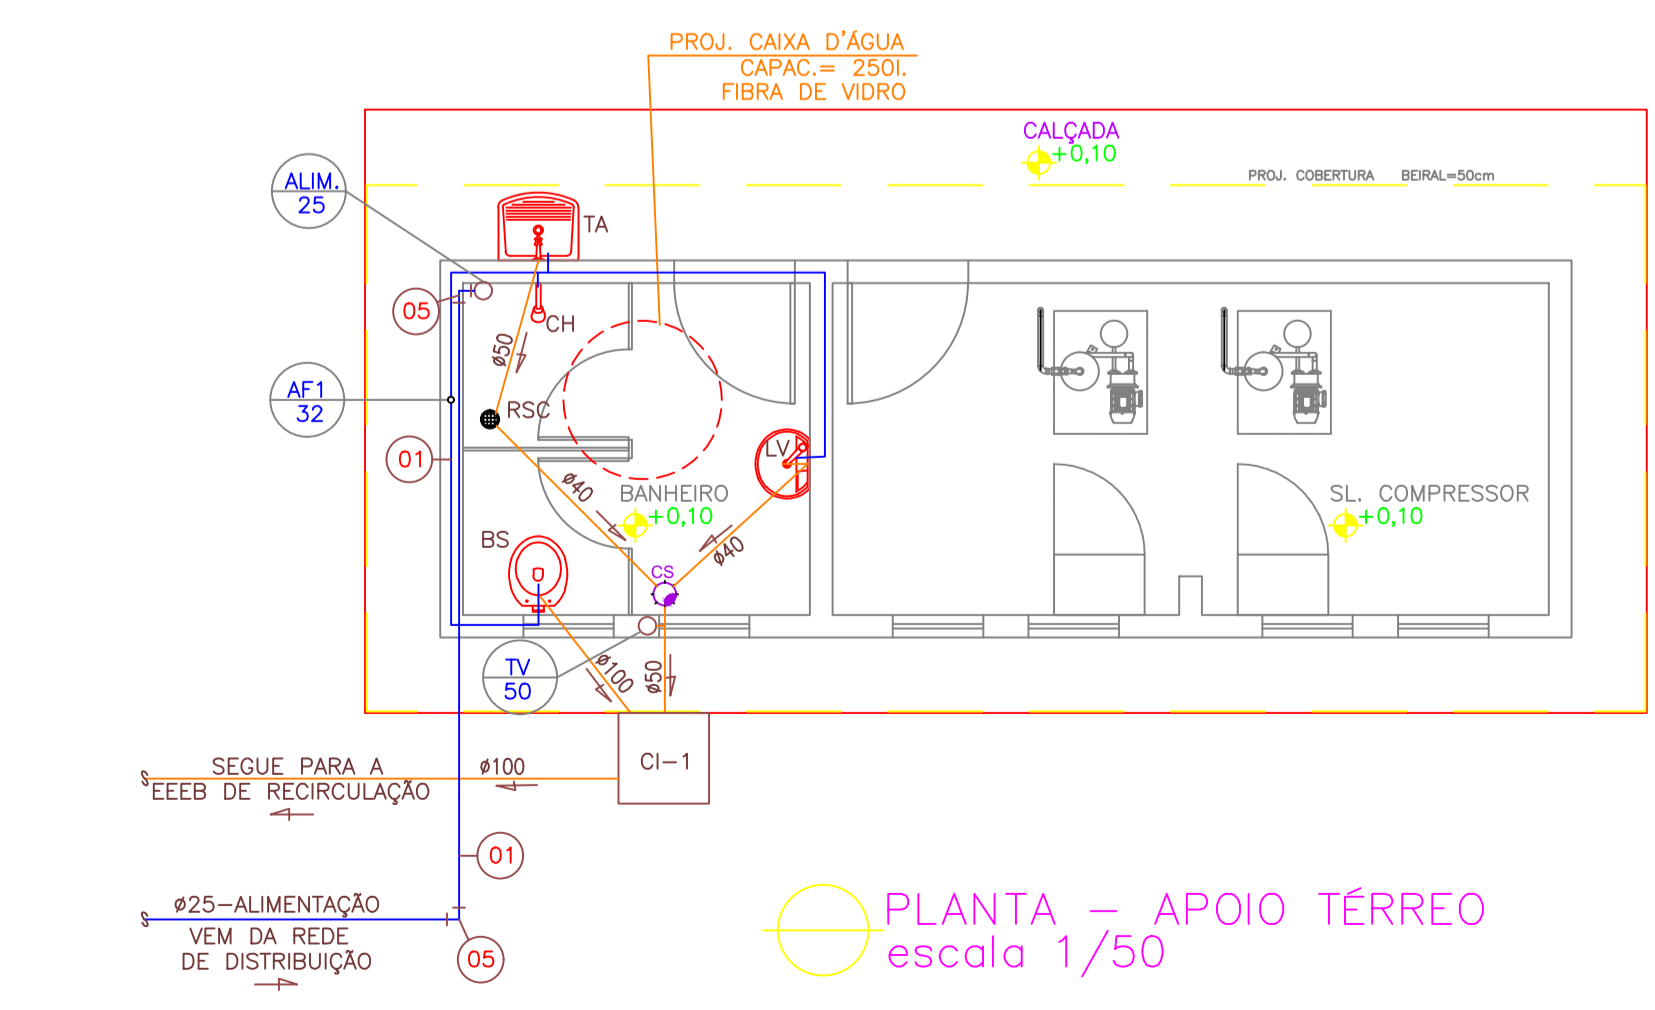 PROJ. CAIXA D'ÁGUA
CAPAC.= 250l.
FIBRA DE VIDRO
CALÇADA
+0,10
PROJ. COBERTURA BEIRAL=50cm
ALIM.
25
TA
05
CH
ø50
AF1
32
RSC
01
LV
ø40
BANHEIRO
+0,10
SL. COMPRESSOR
+0,10
BS
ø40
CS
TV
50
ø100
ø50
CI-1
SEGUE PARA A
EEEB DE RECIRCULAÇÃO
ø100
01
ø25-ALIMENTAÇÃO
VEM DA REDE
DE DISTRIBUIÇÃO
05
PLANTA - APOIO TÉRREO
escala 1/50